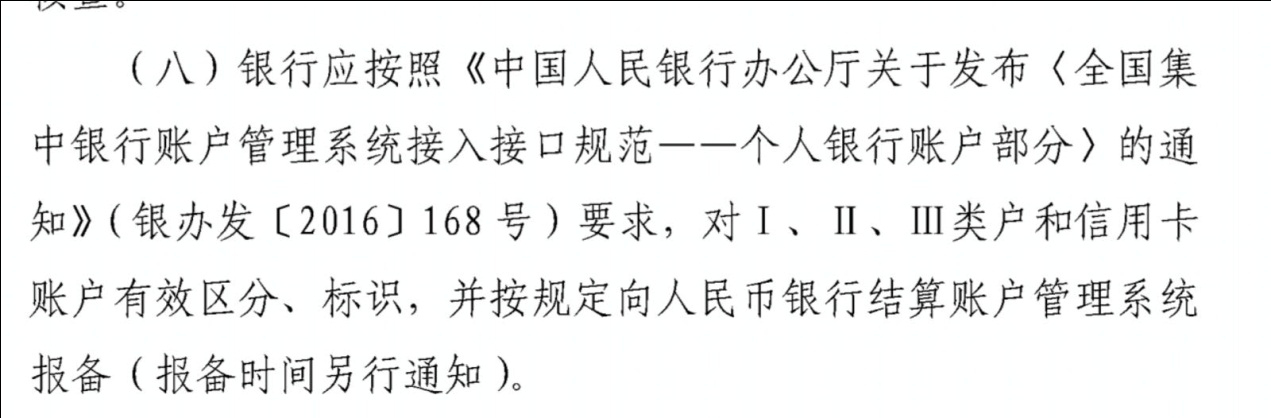 （八）银行应按照《中国人民银行办公厅关于发布〈全国集
中银行账户管理系统接入接口规范——个人银行账户部分〉的通
知》（银办发〔2016〕168 号）要求，对Ⅰ、Ⅱ、Ⅲ类户和信用卡
账户有效区分、标识，并按规定向人民币银行结算账户管理系统
报备（报备时间另行通知）。